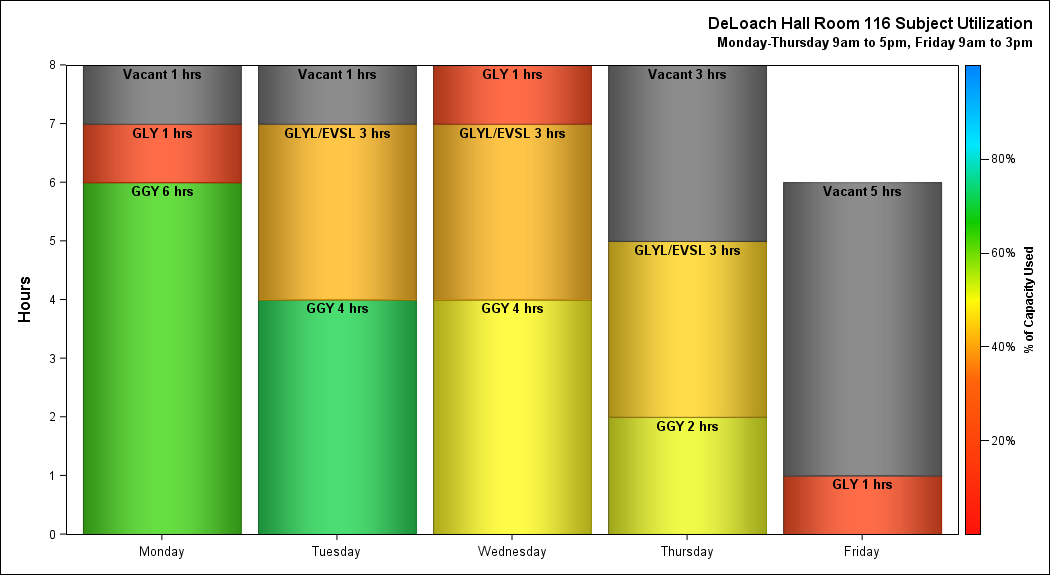 DeLoach Hall Room 116 Subject Utilization
Monday-Thursday 9am to 5pm, Friday 9am to 3pm
8
7
6
5
4
3
2
1
0
Hours
Vacant 1 hrs
GLY 1 hrs
GGY 6 hrs
Vacant 1 hrs
GLYL/EVSL 3 hrs
GGY 4 hrs
GLY 1 hrs
GLYL/EVSL 3 hrs
GGY 4 hrs
Vacant 3 hrs
GLYL/EVSL 3 hrs
GGY 2 hrs
Vacant 5 hrs
GLY 1 hrs
Monday
Tuesday
Wednesday
Thursday
Friday
80%
60%
40%
20%
% of Capacity Used